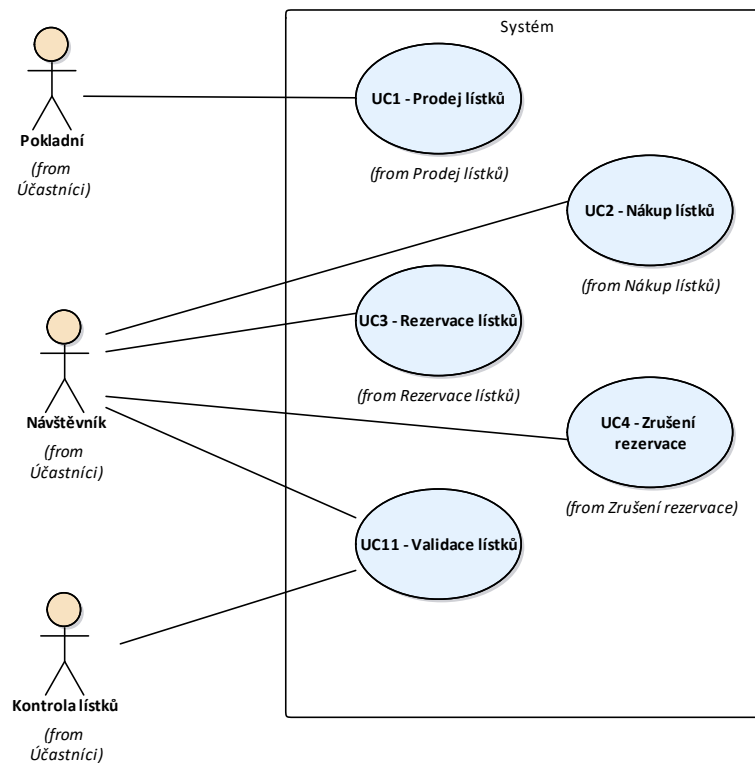 Systém
UC1 - Prodej lístků
Pokladní
(from
Účastníci)
(from Prodej lístků)
UC2 - Nákup lístků
(from Nákup lístků)
UC3 - Rezervace lístků
(from Rezervace lístků)
Návštěvník
(from
Účastníci)
UC4 - Zrušení
rezervace
(from Zrušení rezervace)
UC11 - Validace lístků
Kontrola lístků
(from
Účastníci)